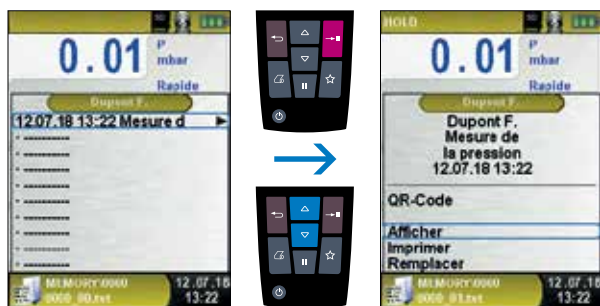 0.01 P
mbar
Rapide
Dupont F.
12.07.18 13:22 Mesure d
MEMORY:0000
0000_00.txt
12.07.18
13:22
HOLD
0.01 P
mbar
Rapide
Dupont F.
Dupont F.
Mesure de
la pression
12.07.18 13:22
QR-Code
Afficher
Imprimer
Remplacer
MEMORY:0000
0000_01.txt
12.07.18
13:22